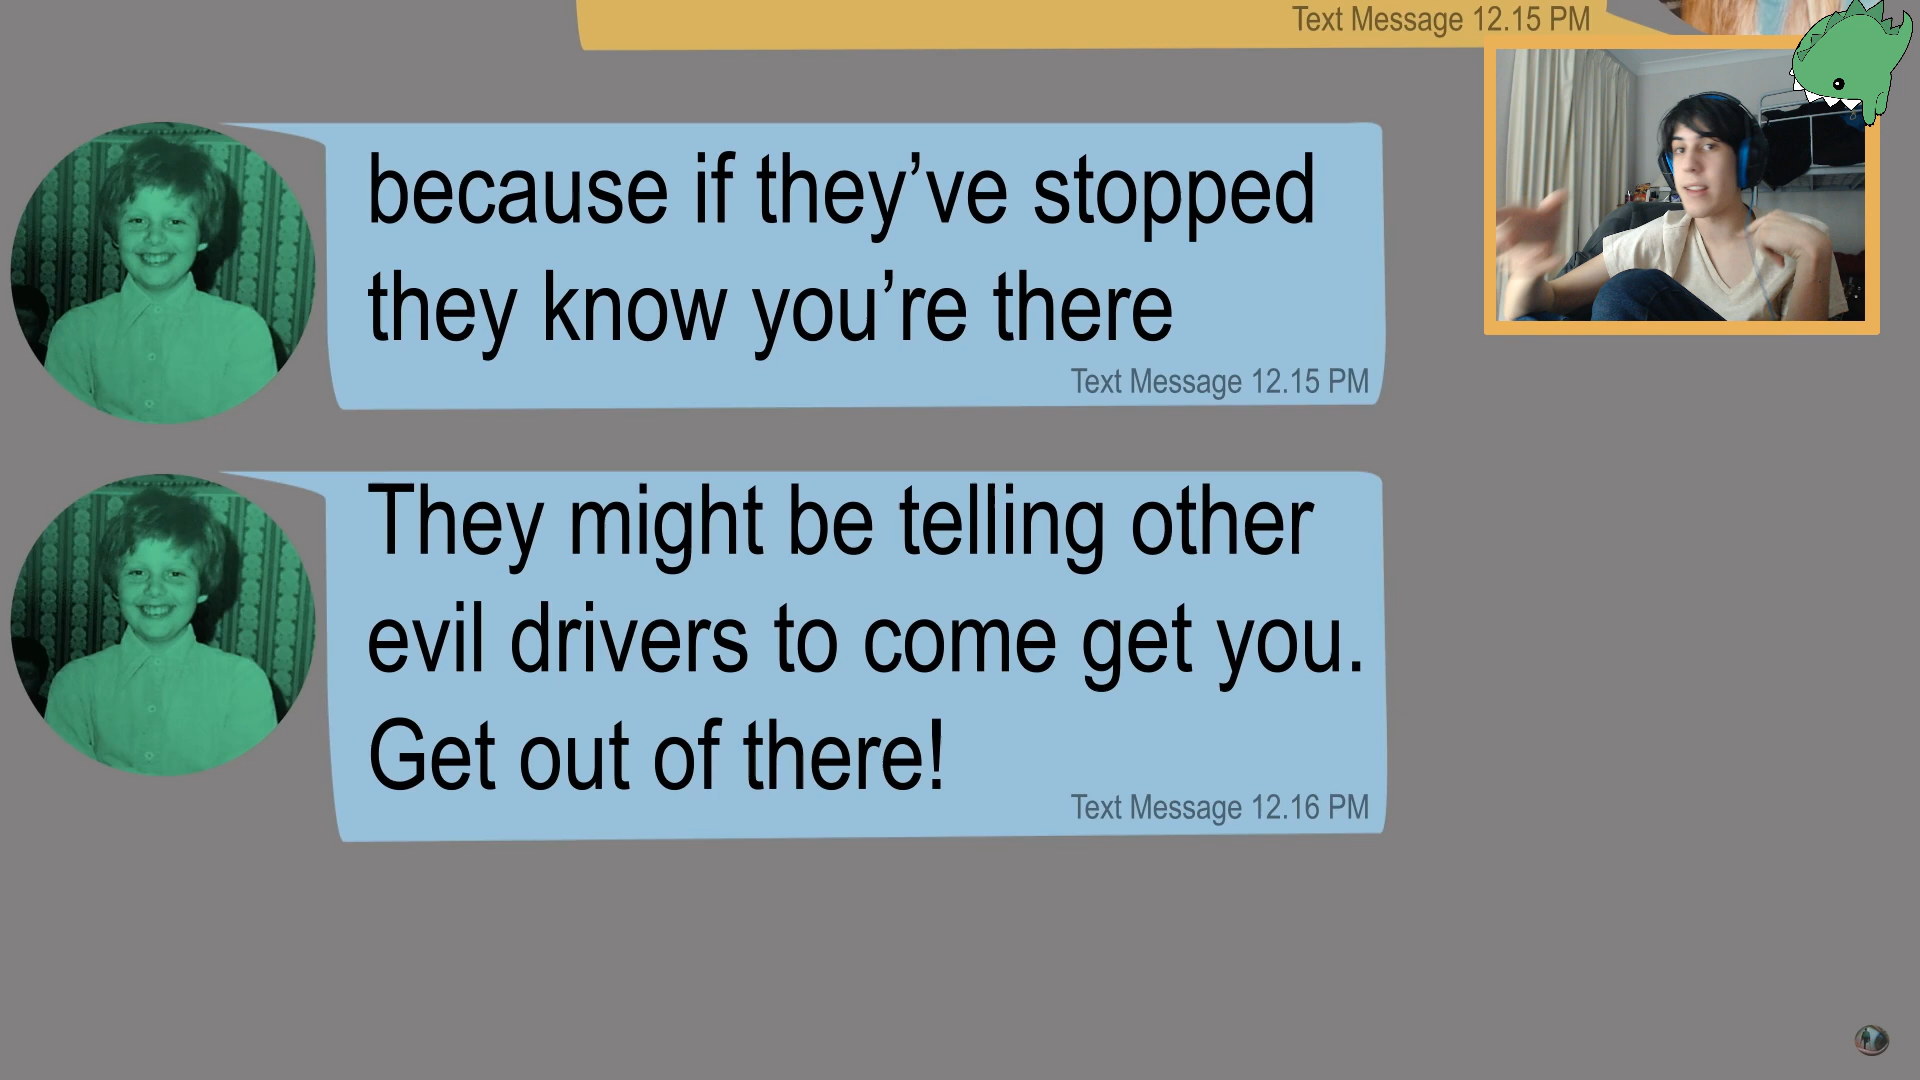 Text Message 12.15 PM
because if they’ve stopped
they know you’re there
Text Message 12.15 PM
They might be telling other
evil drivers to come get you.
Get out of there!
Text Message 12.16 PM